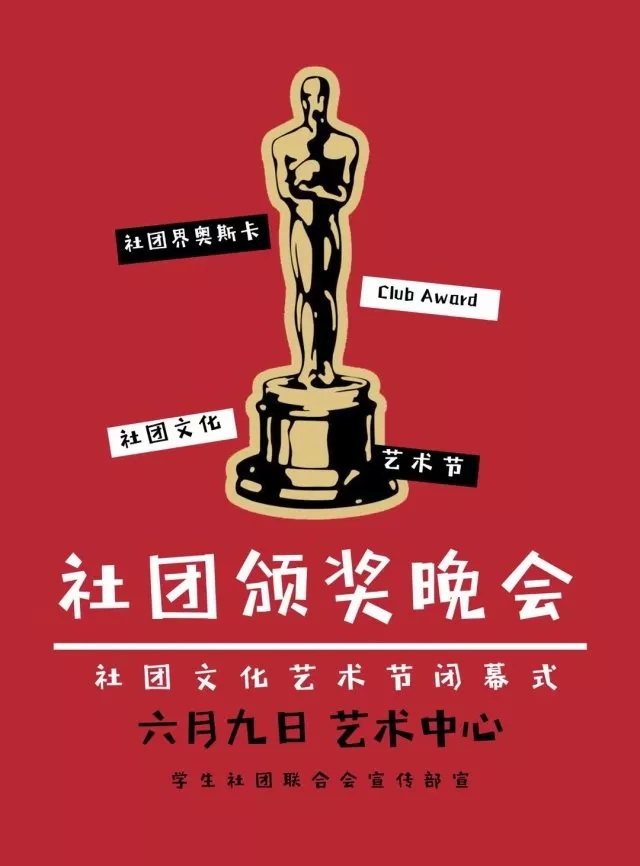 社团界奥斯卡
Club Award
社团文化
艺术节
社团颁奖晚会
社团文化艺术节闭幕式
六月九日 艺术中心
学生社团联合会宣传部宣